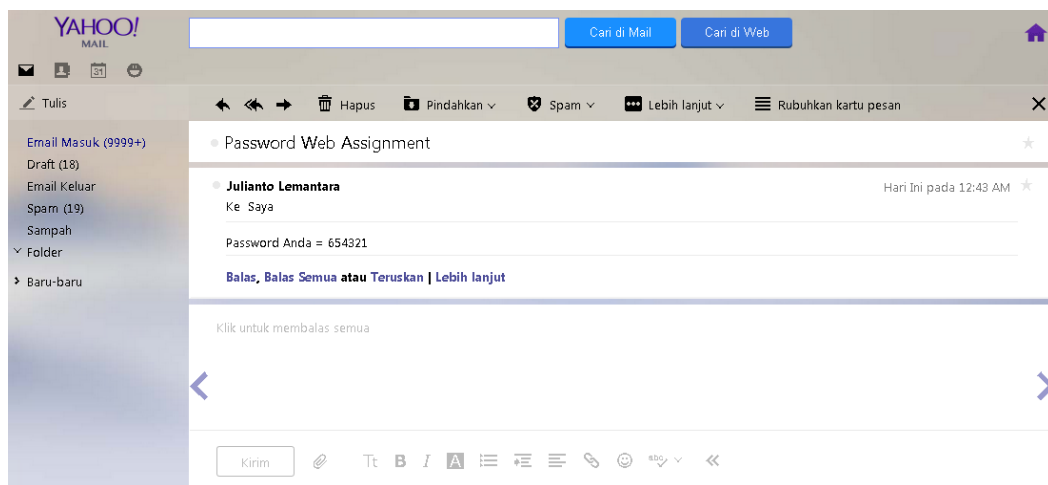 YAHOO!
MAIL
Cari di Mail
Cari di Web
31
Tulis
Hapus
Pindahkan
Spam
Lebih lanjut
Rubuhkan kartu pesan
Email Masuk (9999+)
Draft (18)
Email Keluar
Spam (19)
Sampah
Folder
Baru-baru
Password Web Assignment
Julianto Lemantara
Hari Ini pada 12:43 AM
Ke Saya
Password Anda = 654321
Balas, Balas Semua atau Teruskan | Lebih lanjut
Klik untuk membalas semua
Kirim
Tt B I A abc